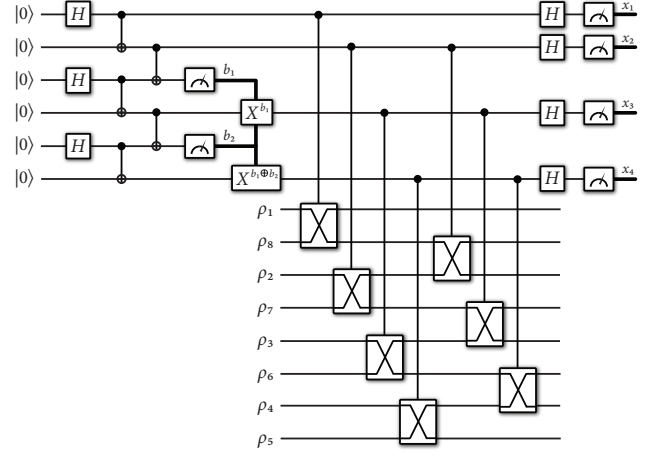 |0⟩ H H x₁
|0⟩ H x₂
|0⟩ H b₁
|0⟩ X^{b₁} H x₃
|0⟩ H b₂
|0⟩ X^{b₁⊕b₂} H x₄
ρ₁
ρ₈
ρ₂
ρ₇
ρ₃
ρ₆
ρ₄
ρ₅